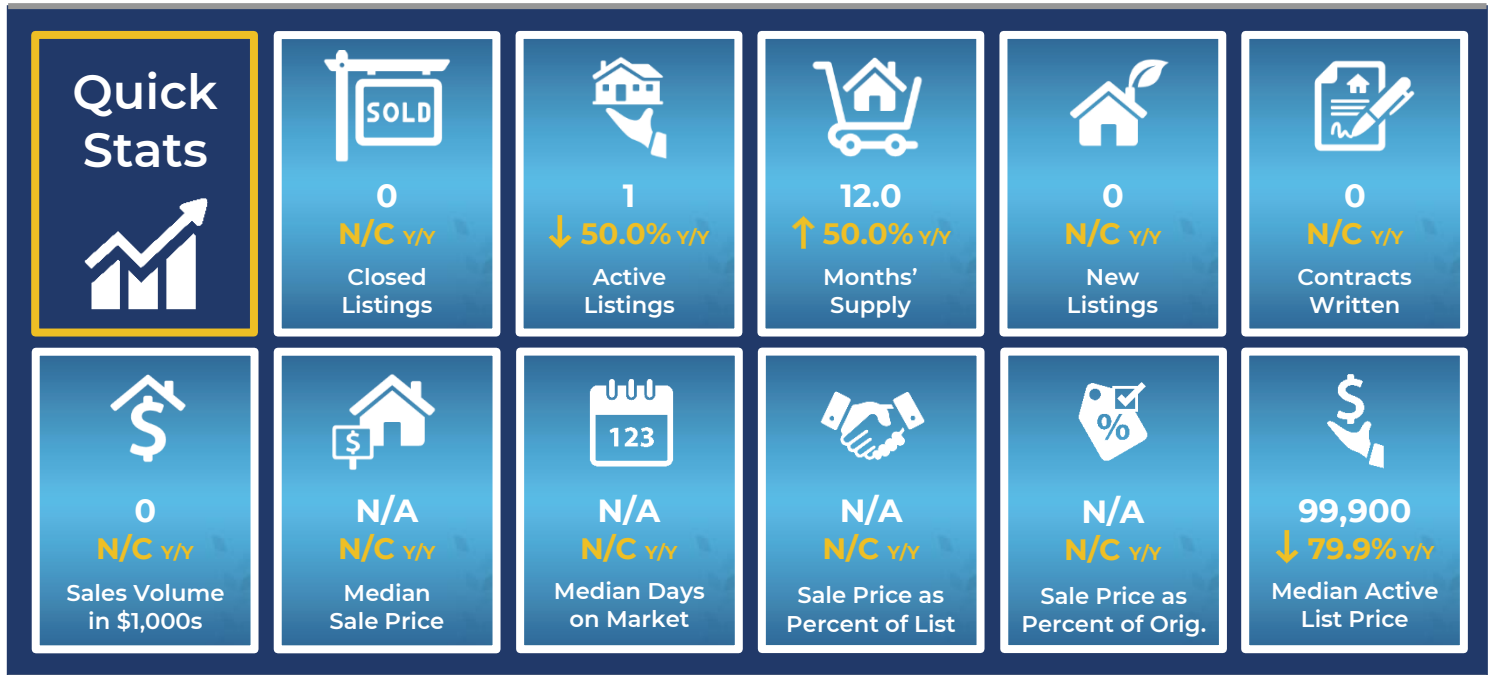 Quick
Stats
SOLD
0
N/C Y/Y
Closed
Listings
1
↓ 50.0% Y/Y
Active
Listings
12.0
↑ 50.0% Y/Y
Months’
Supply
0
N/C Y/Y
New
Listings
0
N/C Y/Y
Contracts
Written
$
0
N/C Y/Y
Sales Volume
in $1,000s
$
N/A
N/C Y/Y
Median
Sale Price
123
N/A
N/C Y/Y
Median Days
on Market
N/A
N/C Y/Y
Sale Price as
Percent of List
%
N/A
N/C Y/Y
Sale Price as
Percent of Orig.
$
99,900
↓ 79.9% Y/Y
Median Active
List Price